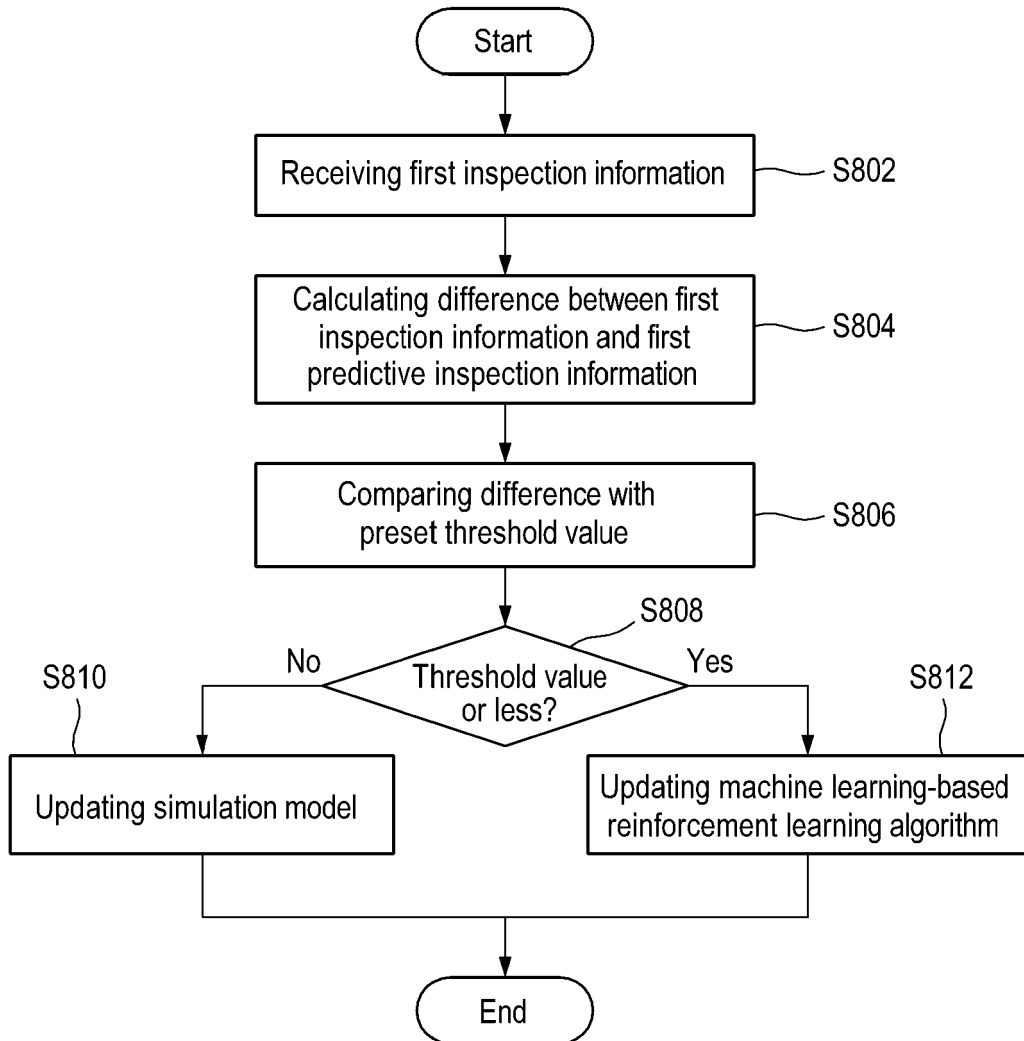 Start
Receiving first inspection information
S802
Calculating difference between first
inspection information and first
predictive inspection information
S804
Comparing difference with
preset threshold value
S806
S808
Threshold value
or less?
No
Yes
S810
Updating simulation model
S812
Updating machine learning-based
reinforcement learning algorithm
End